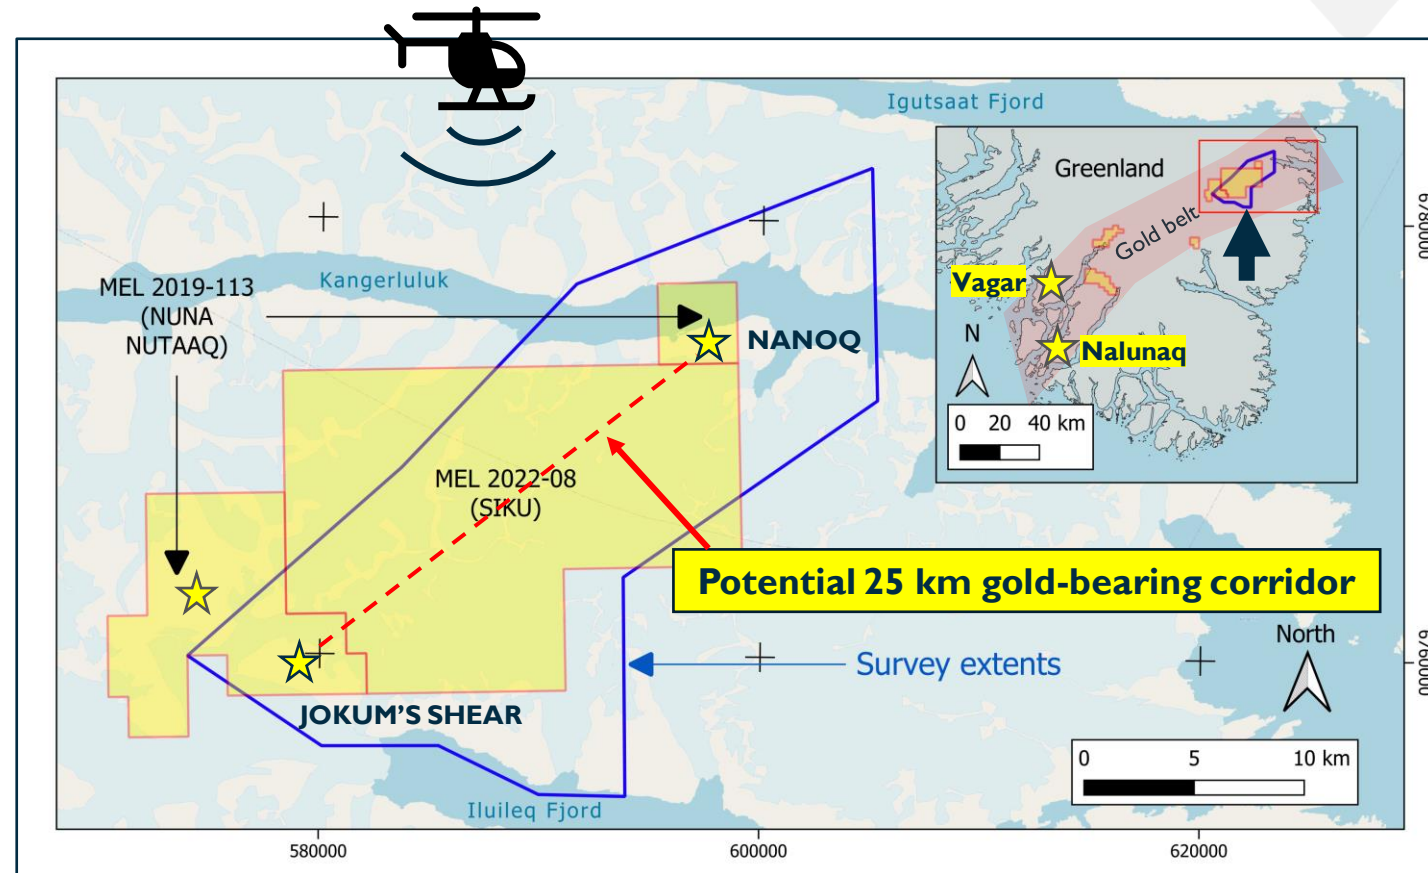 Igutsaat Fjord
Greenland
Gold belt
Kangerluluk
MEL 2019-113
(NUNA
NUTAAQ)
Vagar
Nalunaq
N
0 20 40 km
NANOQ
MEL 2022-08
(SIKU)
Potential 25 km gold-bearing corridor
North
Survey extents
JOKUM'S SHEAR
0 5 10 km
Iluileq Fjord
580000
600000
620000